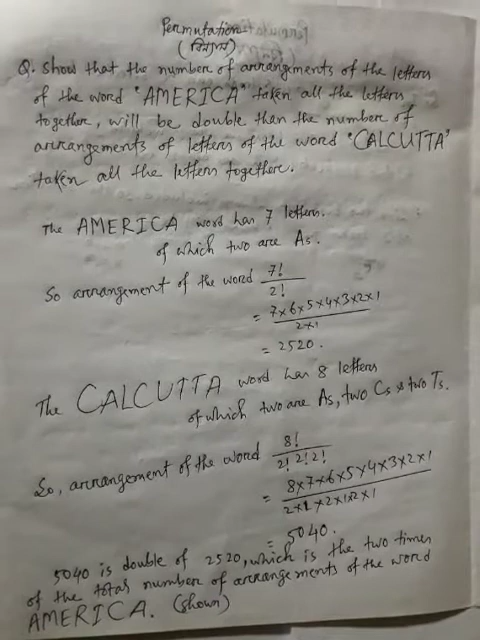 Permutation
(বিন্যাস)
Q. Show that the number of arrangements of the letters
of the word "AMERICA" taken all the letters
together, will be double than the number of
arrangements of letters of the word "CALCUTTA"
taken all the letters together.
The AMERICA word has 7 letters.
of which two are As.
So arrangement of the word 7!/2!
= 7×6×5×4×3×2×1/2×1
= 2520.
The CALCUTTA word has 8 letters
of which two are As, two Cs & two Ts.
So, arrangement of the word 8!/2! 2! 2!
= 8×7×6×5×4×3×2×1/2×1×2×1×2×1
= 5040.
5040 is double of 2520, which is the two times
of the total number of arrangements of the word
AMERICA. (shown)